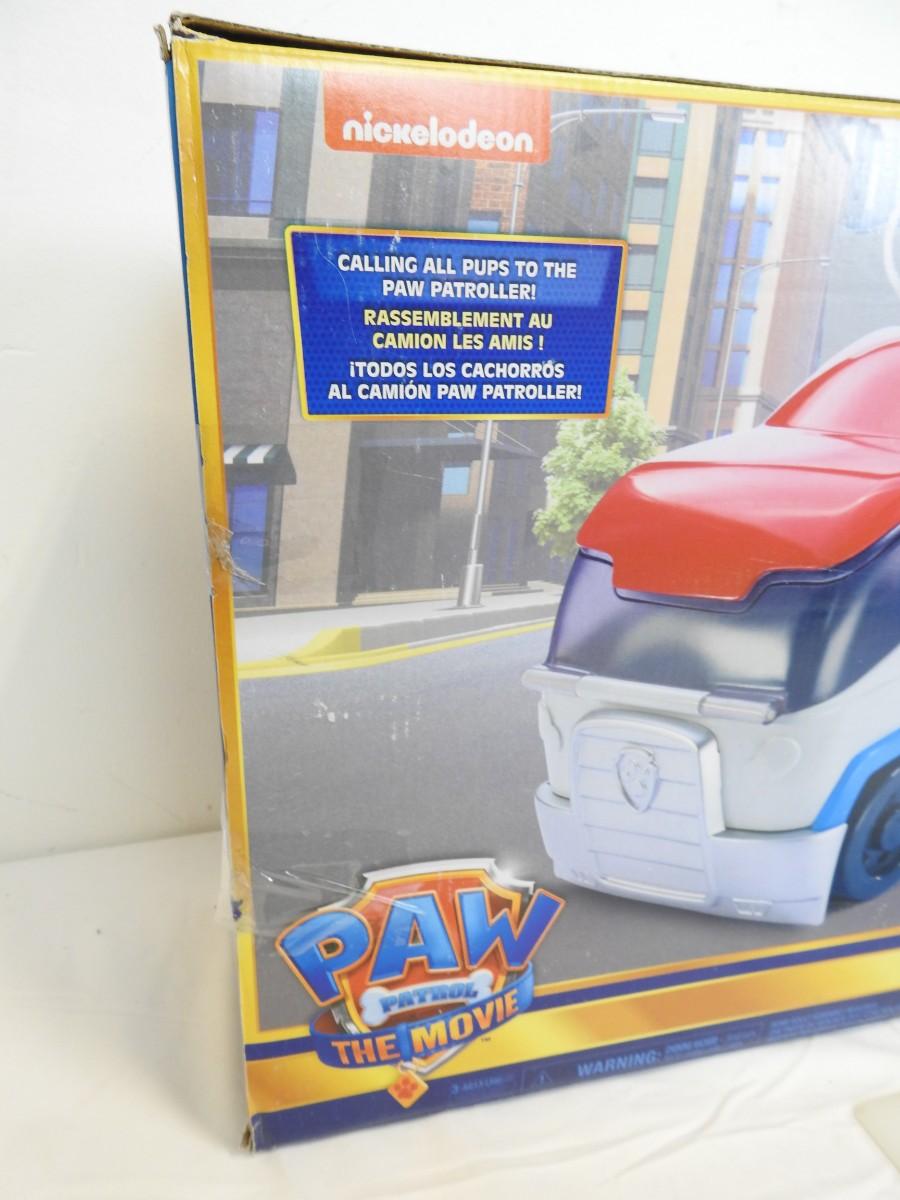 nickelodeon
CALLING ALL PUPS TO THE
PAW PATROLLER!
RASSEMBLEMENT AU
CAMION LES AMIS !
¡TODOS LOS CACHORROS
AL CAMIÓN PAW PATROLLER!
PAW
PATROL
THE MOVIE™
WARNING: